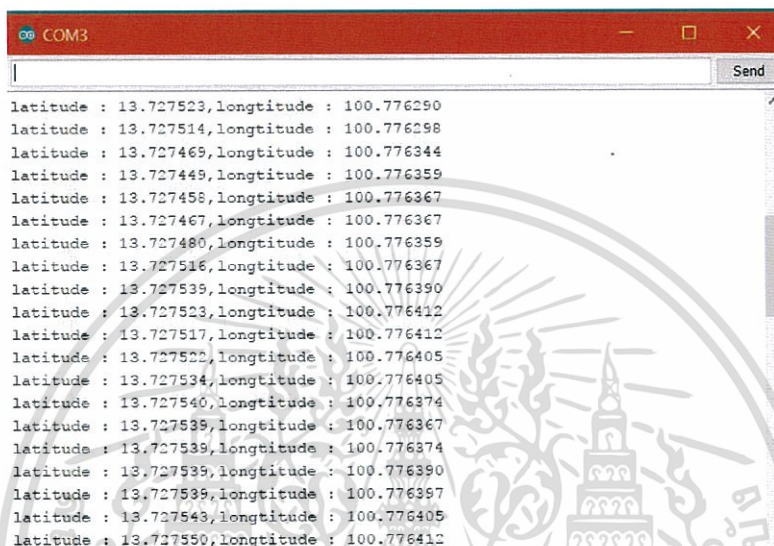 COM3
Send
latitude : 13.727523,longtitude : 100.776290
latitude : 13.727514,longtitude : 100.776298
latitude : 13.727469,longtitude : 100.776344
latitude : 13.727449,longtitude : 100.776359
latitude : 13.727458,longtitude : 100.776367
latitude : 13.727467,longtitude : 100.776367
latitude : 13.727480,longtitude : 100.776359
latitude : 13.727516,longtitude : 100.776367
latitude : 13.727539,longtitude : 100.776390
latitude : 13.727523,longtitude : 100.776412
latitude : 13.727517,longtitude : 100.776412
latitude : 13.727522,longtitude : 100.776405
latitude : 13.727534,longtitude : 100.776405
latitude : 13.727540,longtitude : 100.776374
latitude : 13.727539,longtitude : 100.776367
latitude : 13.727539,longtitude : 100.776374
latitude : 13.727539,longtitude : 100.776390
latitude : 13.727539,longtitude : 100.776397
latitude : 13.727543,longtitude : 100.776405
latitude : 13.727550,longtitude : 100.776412